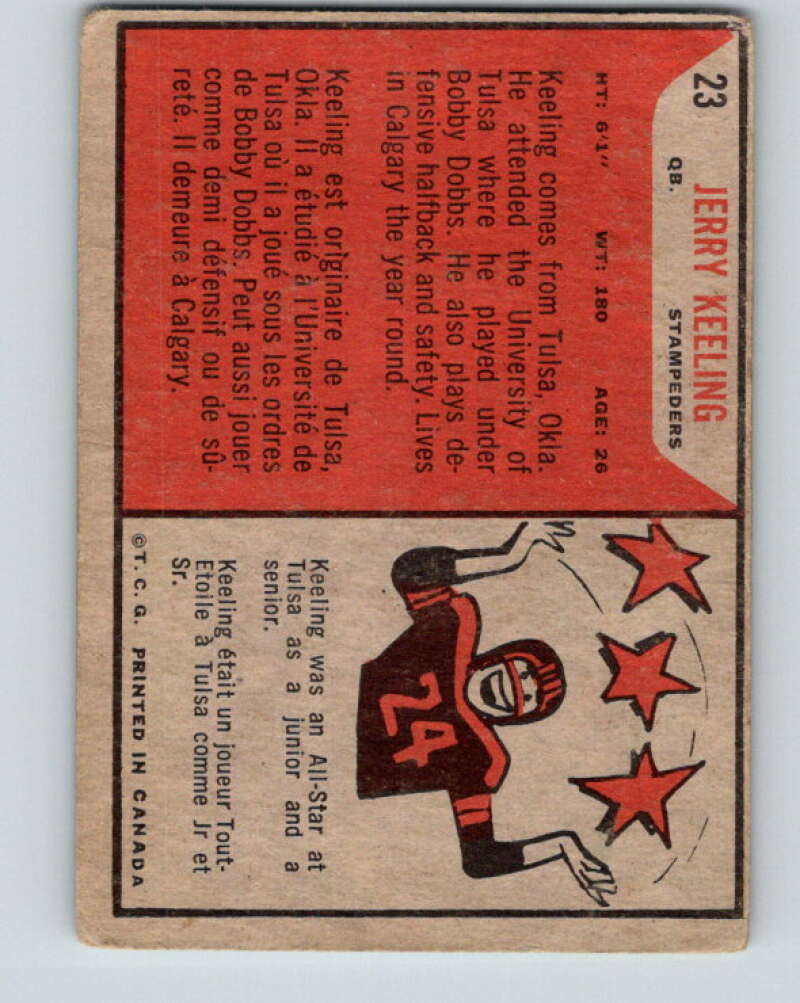 23 JERRY KEELING
QB. STAMPEDERS
HT: 6'1" WT: 180 AGE: 26
Keeling comes from Tulsa, Okla.
He attended the University of
Tulsa where he played under
Bobby Dobbs. He also plays de-
fensive halfback and safety. Lives
in Calgary the year round.
Keeling est originaire de Tulsa,
Okla. Il a étudié à l'Université de
Tulsa où il a joué sous les ordres
de Bobby Dobbs. Peut aussi jouer
comme demi défensif ou de sû-
reté. Il demeure à Calgary.
24
Keeling was an All-Star at
Tulsa as a junior and a
senior.
Keeling était un joueur Tout-
Etoile à Tulsa comme Jr et
Sr.
©T. C. G. PRINTED IN CANADA